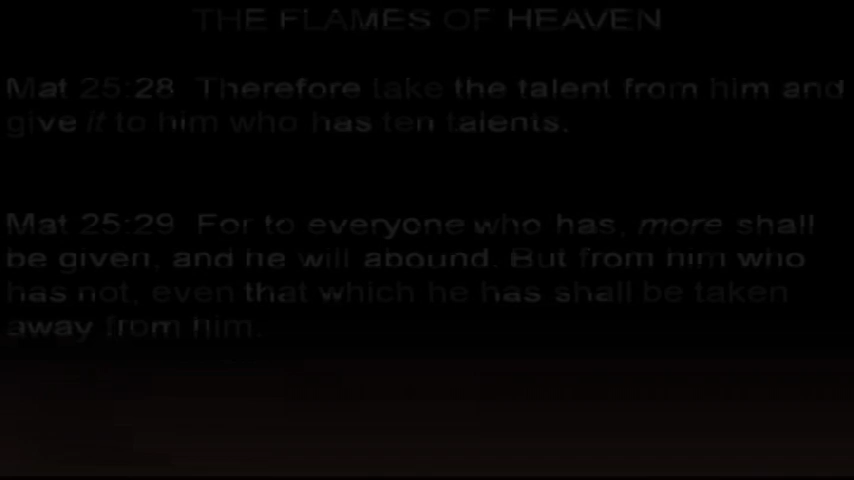 THE FLAMES OF HEAVEN
Mat 25:28 Therefore take the talent from him and
give it to him who has ten talents.
Mat 25:29 For to everyone who has, more shall
be given, and he will abound. But from him who
has not, even that which he has shall be taken
away from him.